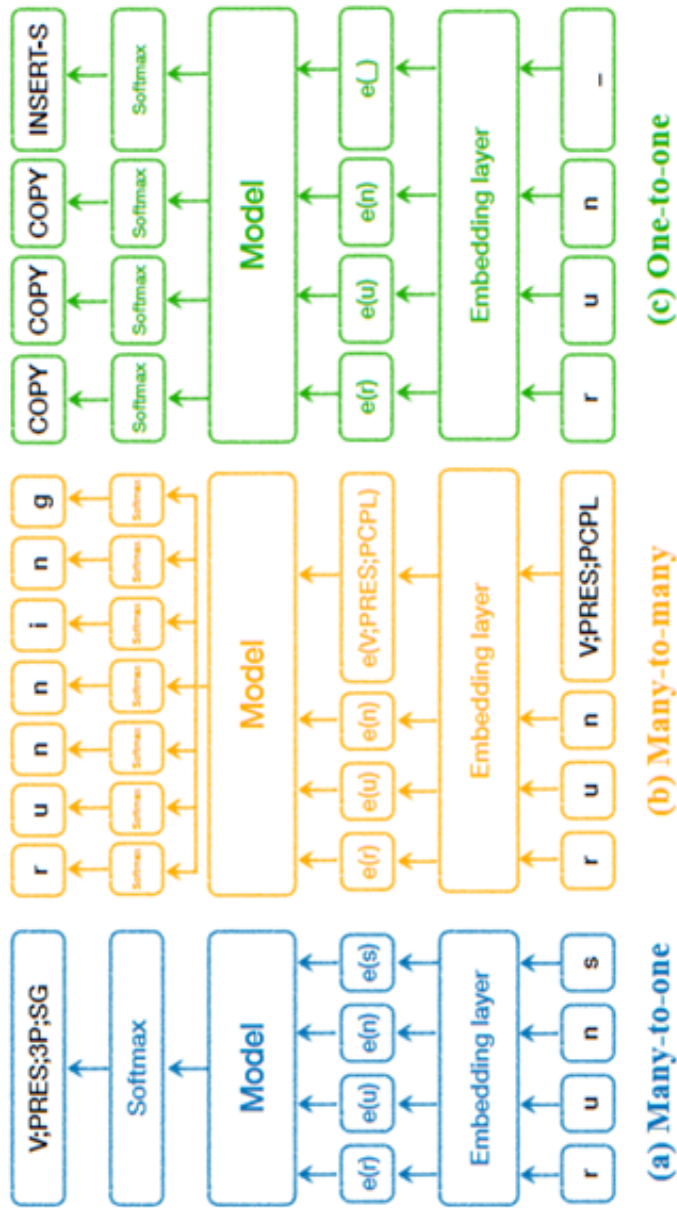 V;PRES;3P;SG
Softmax
Model
e(r) e(u) e(n) e(s)
Embedding layer
r u n s
(a) Many-to-one
r u n n i n g
Softmax Softmax Softmax Softmax Softmax Softmax Softmax
Model
e(r) e(u) e(n) e(V;PRES;PCPL)
Embedding layer
r u n V;PRES;PCPL
(b) Many-to-many
COPY COPY COPY INSERT-S
Softmax Softmax Softmax Softmax
Model
e(r) e(u) e(n) e(_)
Embedding layer
r u n _
(c) One-to-one